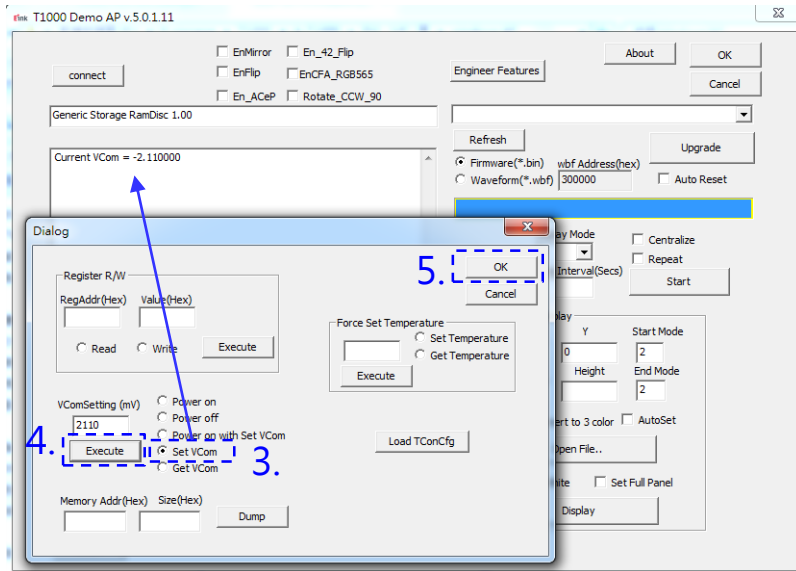 Eink T1000 Demo AP v.5.0.1.11
EnMirror En_42_Flip
connect EnFlip EnCFA_RGB565
En_ACeP Rotate_CCW_90
Engineer Features
About OK
Cancel
Generic Storage RamDisc 1.00
Current VCom = -2.110000
Refresh
Upgrade
Firmware(*.bin) wbf Address(hex)
Waveform(*.wbf) 300000 Auto Reset
Mode Centralize
Interval(Secs) Repeat
Start
Y Start Mode
0 2
Height End Mode
2
to 3 color AutoSet
File..
Set Full Panel
Display
Dialog
5. OK
Cancel
Register R/W
RegAddr(Hex) Value(Hex)
Read Write Execute
Force Set Temperature
Set Temperature
Get Temperature
Execute
VComSetting (mV) Power on
2110 Power off
Power on with Set VCom
4. Execute Set VCom 3.
Get VCom
Load TConCfg
Memory Addr(Hex) Size(Hex)
Dump